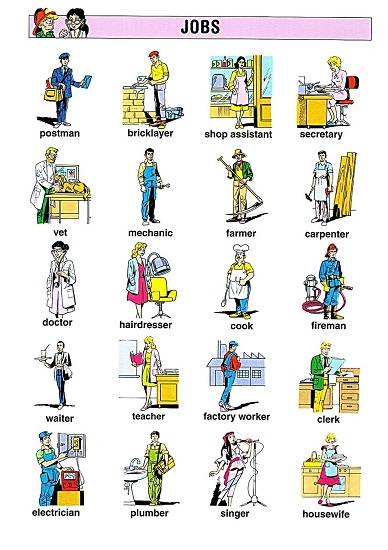 JOBS
postman bricklayer shop assistant secretary
vet mechanic farmer carpenter
doctor hairdresser cook fireman
waiter teacher factory worker clerk
electrician plumber singer housewife